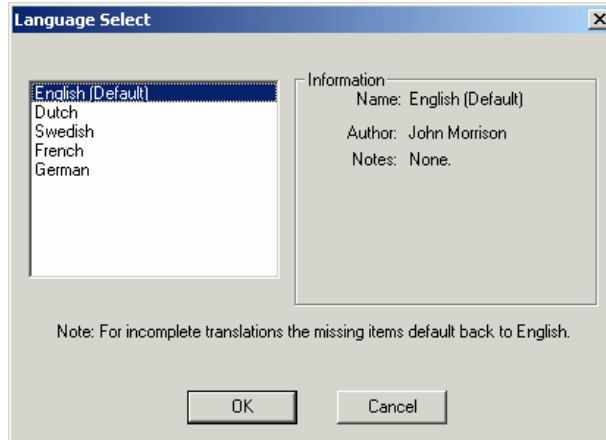 Language Select
English (Default)
Dutch
Swedish
French
German
Information
Name: English (Default)
Author: John Morrison
Notes: None.
Note: For incomplete translations the missing items default back to English.
OK
Cancel